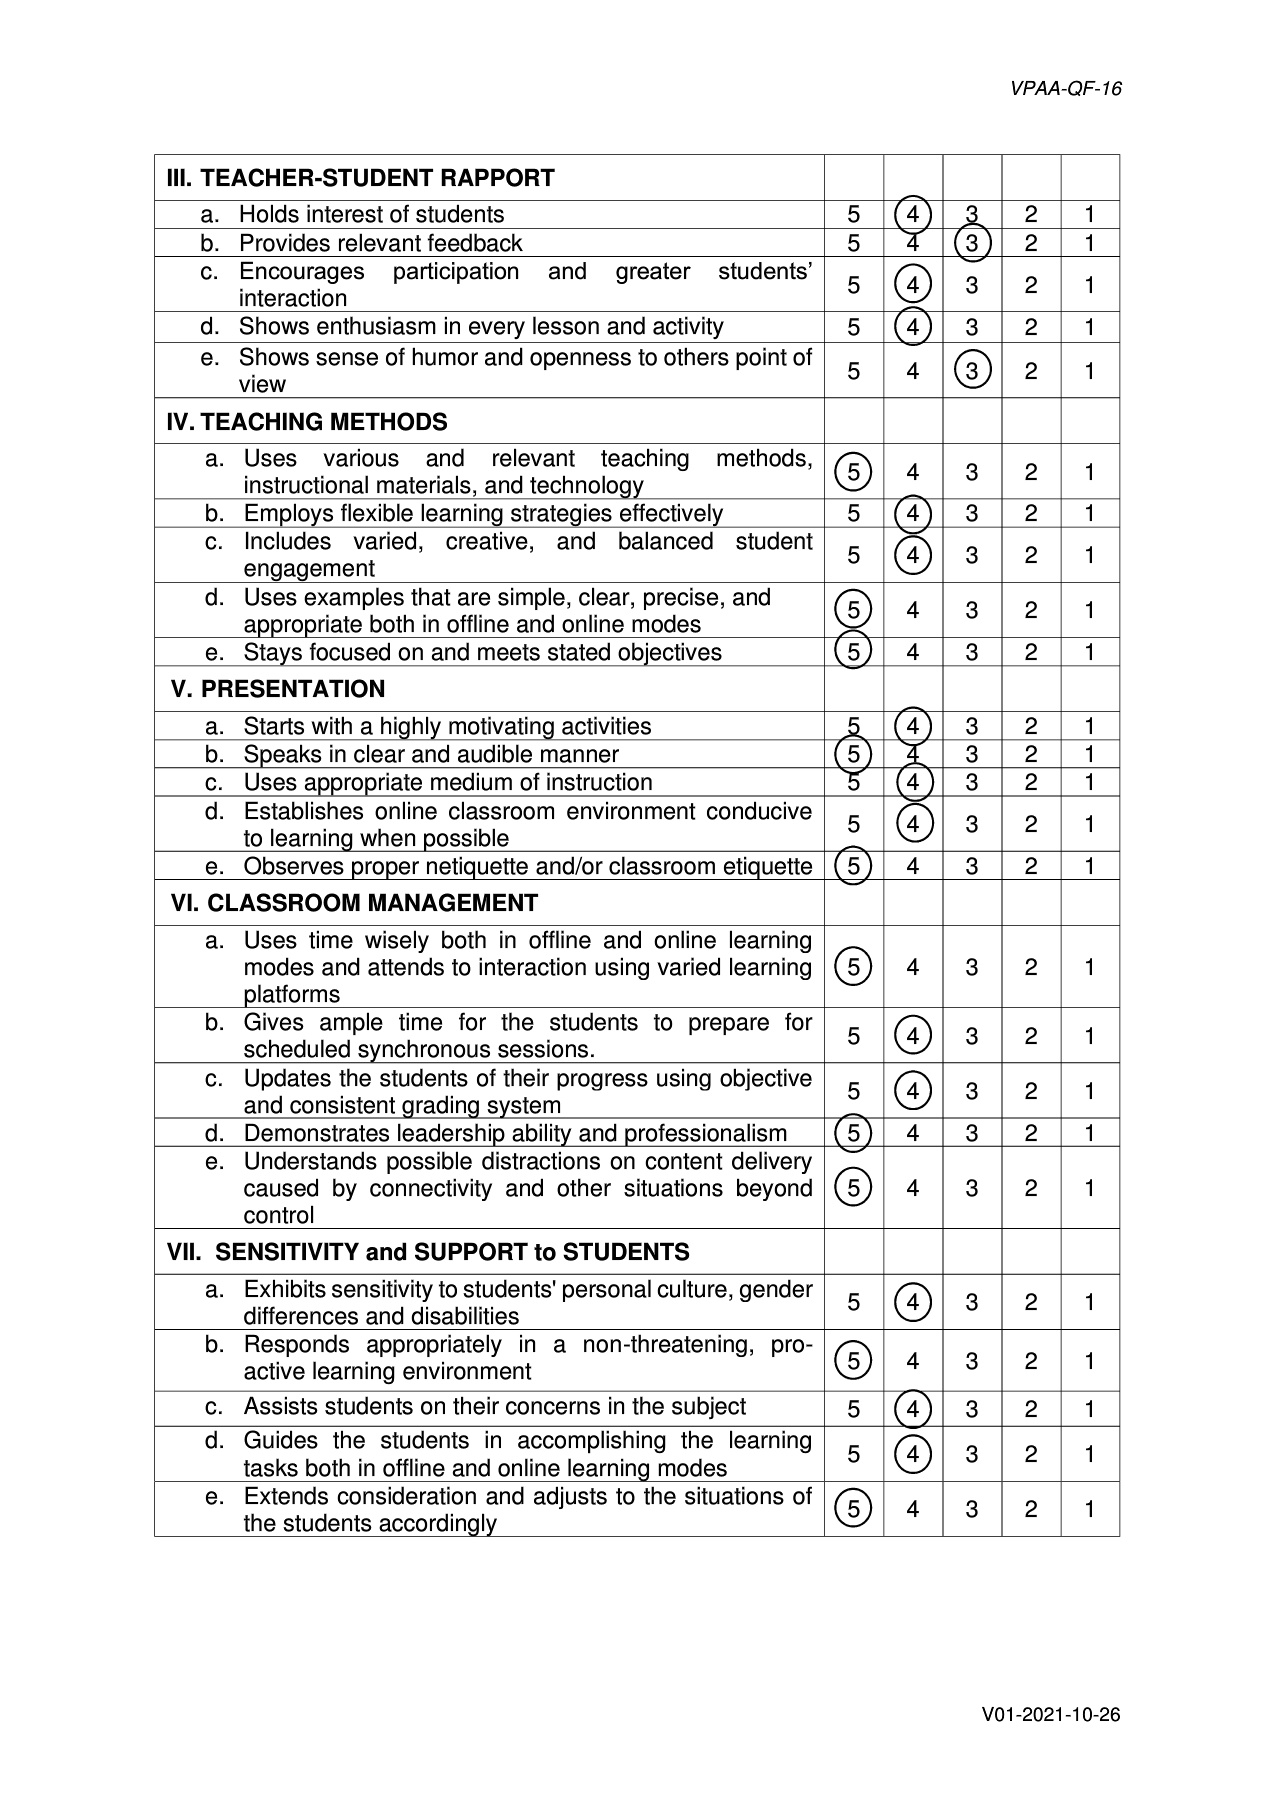 VPAA-QF-16
III. TEACHER-STUDENT RAPPORT
a. Holds interest of students 5 4 3 2 1
b. Provides relevant feedback 5 4 3 2 1
c. Encourages participation and greater students’
interaction 5 4 3 2 1
d. Shows enthusiasm in every lesson and activity 5 4 3 2 1
e. Shows sense of humor and openness to others point of
view 5 4 3 2 1
IV. TEACHING METHODS
a. Uses various and relevant teaching methods,
instructional materials, and technology 5 4 3 2 1
b. Employs flexible learning strategies effectively 5 4 3 2 1
c. Includes varied, creative, and balanced student
engagement 5 4 3 2 1
d. Uses examples that are simple, clear, precise, and
appropriate both in offline and online modes 5 4 3 2 1
e. Stays focused on and meets stated objectives 5 4 3 2 1
V. PRESENTATION
a. Starts with a highly motivating activities 5 4 3 2 1
b. Speaks in clear and audible manner 5 4 3 2 1
c. Uses appropriate medium of instruction 5 4 3 2 1
d. Establishes online classroom environment conducive
to learning when possible 5 4 3 2 1
e. Observes proper netiquette and/or classroom etiquette 5 4 3 2 1
VI. CLASSROOM MANAGEMENT
a. Uses time wisely both in offline and online learning
modes and attends to interaction using varied learning 5 4 3 2 1
platforms
b. Gives ample time for the students to prepare for
scheduled synchronous sessions. 5 4 3 2 1
c. Updates the students of their progress using objective
and consistent grading system 5 4 3 2 1
d. Demonstrates leadership ability and professionalism 5 4 3 2 1
e. Understands possible distractions on content delivery
caused by connectivity and other situations beyond 5 4 3 2 1
control
VII. SENSITIVITY and SUPPORT to STUDENTS
a. Exhibits sensitivity to students' personal culture, gender
differences and disabilities 5 4 3 2 1
b. Responds appropriately in a non-threatening, pro-
active learning environment 5 4 3 2 1
c. Assists students on their concerns in the subject 5 4 3 2 1
d. Guides the students in accomplishing the learning
tasks both in offline and online learning modes 5 4 3 2 1
e. Extends consideration and adjusts to the situations of
the students accordingly 5 4 3 2 1
V01-2021-10-26